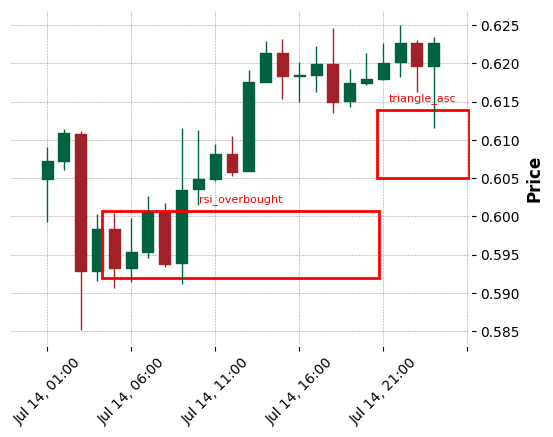 0.625
0.620
triangle_asc
0.615
0.610
0.605
rsi_overbought
0.600
0.595
0.590
0.585
Price
Jul 14, 01:00
Jul 14, 06:00
Jul 14, 11:00
Jul 14, 16:00
Jul 14, 21:00